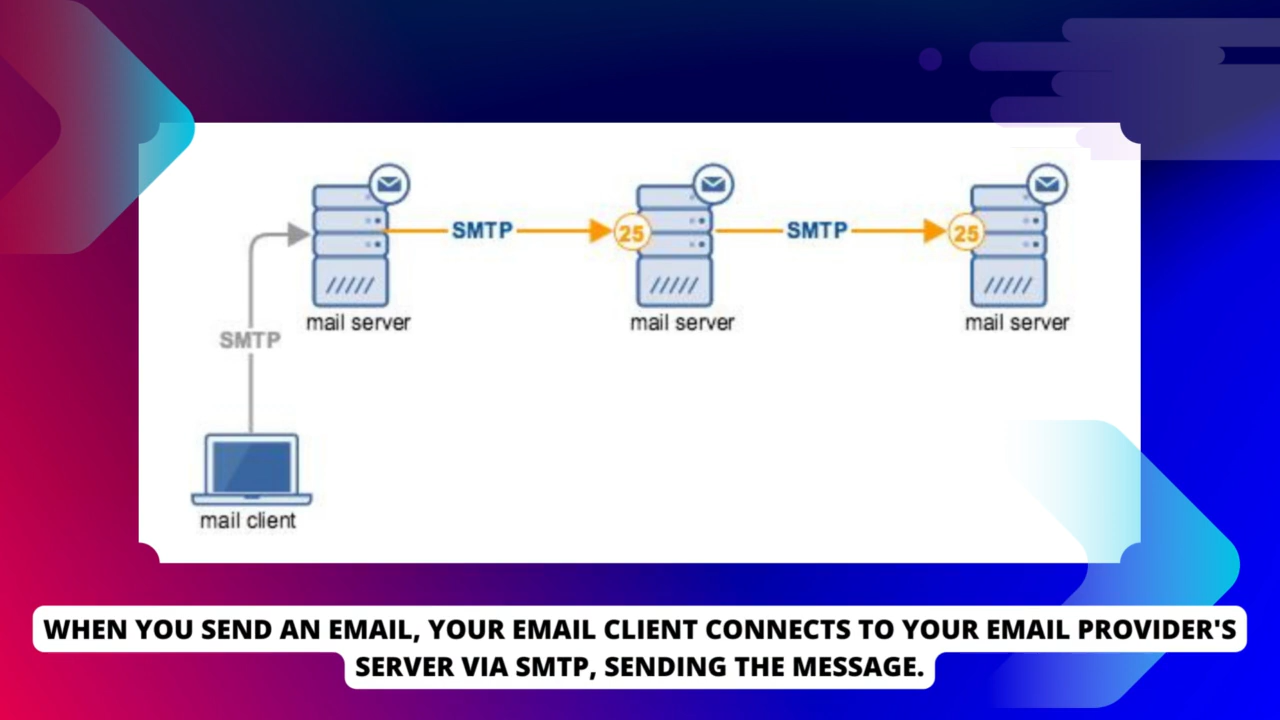 SMTP
SMTP
25
25
mail server
mail server
mail server
SMTP
mail client
WHEN YOU SEND AN EMAIL, YOUR EMAIL CLIENT CONNECTS TO YOUR EMAIL PROVIDER'S
SERVER VIA SMTP, SENDING THE MESSAGE.